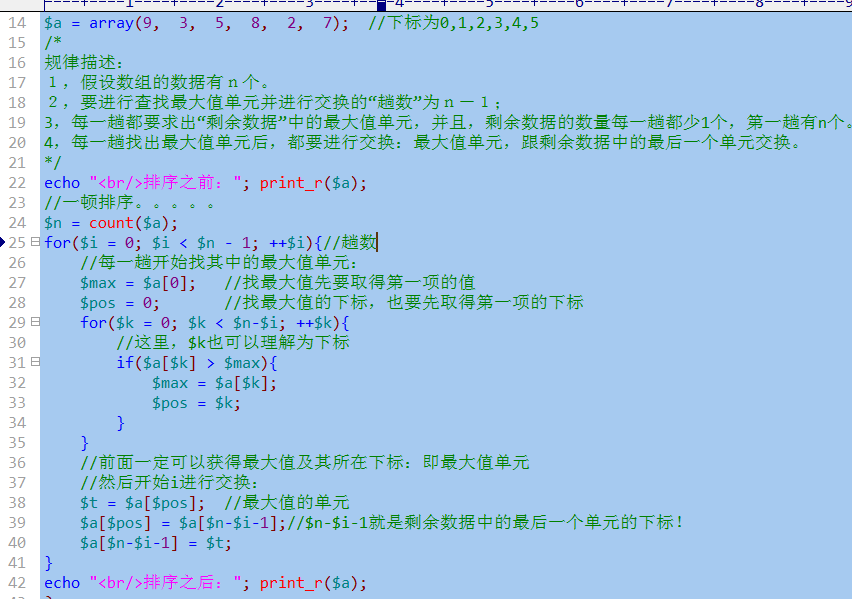 ----+----1----+----2----+----3----+----4----+----5----+----6----+----7----+----8----+----9
14 $a = array(9, 3, 5, 8, 2, 7); //下标为0,1,2,3,4,5
15 /*
16 规律描述:
17 １，假设数组的数据有ｎ个。
18 ２，要进行查找最大值单元并进行交换的“趟数”为ｎ－１；
19 3，每一趟都要求出“剩余数据”中的最大值单元，并且，剩余数据的数量每一趟都少1个，第一趟有n个。
20 4，每一趟找出最大值单元后，都要进行交换：最大值单元，跟剩余数据中的最后一个单元交换。
21 */
22 echo "<br/>排序之前："; print_r($a);
23 //一顿排序。。。。。
24 $n = count($a);
25 for($i = 0; $i < $n - 1; ++$i){//趟数
26 //每一趟开始找其中的最大值单元：
27 $max = $a[0]; //找最大值先要取得第一项的值
28 $pos = 0; //找最大值的下标，也要先取得第一项的下标
29 for($k = 0; $k < $n-$i; ++$k){
30 //这里，$k也可以理解为下标
31 if($a[$k] > $max){
32 $max = $a[$k];
33 $pos = $k;
34 }
35 }
36 //前面一定可以获得最大值及其所在下标：即最大值单元
37 //然后开始i进行交换：
38 $t = $a[$pos]; //最大值的单元
39 $a[$pos] = $a[$n-$i-1];//$n-$i-1就是剩余数据中的最后一个单元的下标！
40 $a[$n-$i-1] = $t;
41 }
42 echo "<br/>排序之后："; print_r($a);